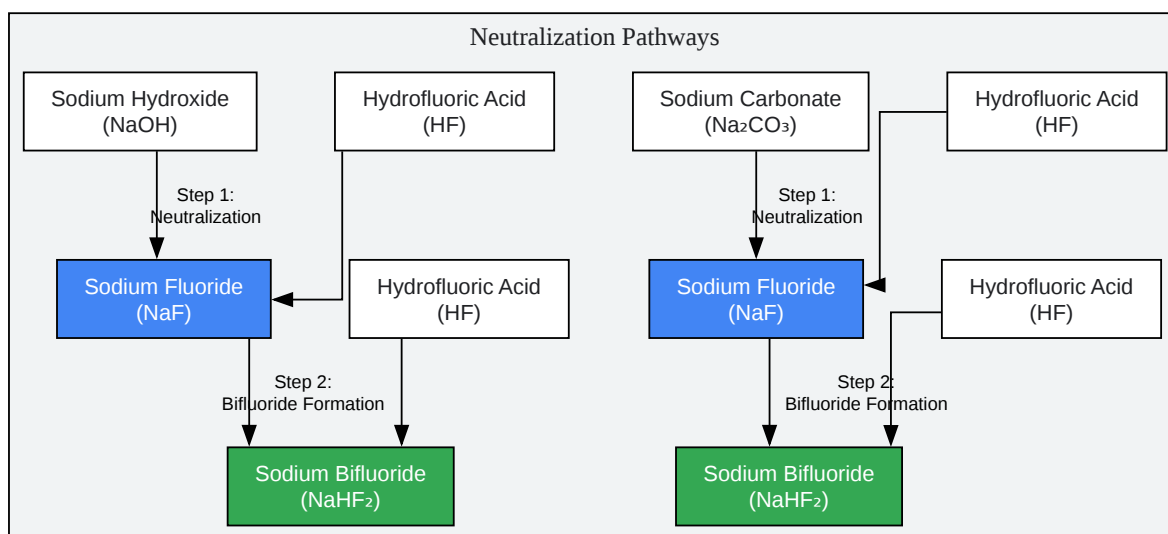 Neutralization Pathways
Sodium Hydroxide
(NaOH)
Hydrofluoric Acid
(HF)
Sodium Carbonate
(Na₂CO₃)
Hydrofluoric Acid
(HF)
Step 1:
Neutralization
Step 1:
Neutralization
Sodium Fluoride
(NaF)
Hydrofluoric Acid
(HF)
Sodium Fluoride
(NaF)
Hydrofluoric Acid
(HF)
Step 2:
Bifluoride Formation
Step 2:
Bifluoride Formation
Sodium Bifluoride
(NaHF₂)
Sodium Bifluoride
(NaHF₂)